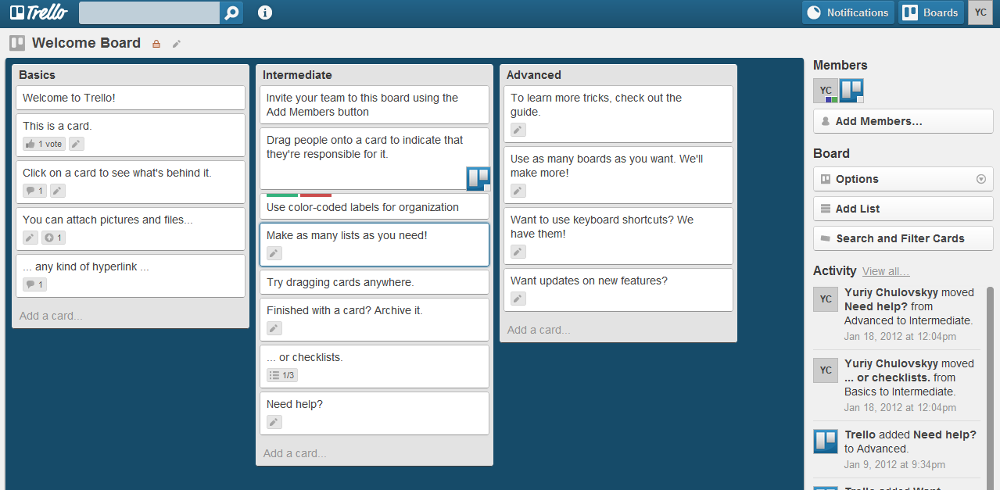 Trello
Notifications
Boards
YC
Welcome Board
Basics
Welcome to Trello!
This is a card.
1 vote
Click on a card to see what's behind it.
1
You can attach pictures and files...
1
... any kind of hyperlink ...
1
Add a card...
Intermediate
Invite your team to this board using the
Add Members button
Drag people onto a card to indicate that
they're responsible for it.
Use color-coded labels for organization
Make as many lists as you need!
Try dragging cards anywhere.
Finished with a card? Archive it.
... or checklists.
1/3
Need help?
Add a card...
Advanced
To learn more tricks, check out the
guide.
Use as many boards as you want. We'll
make more!
Want to use keyboard shortcuts? We
have them!
Want updates on new features?
Add a card...
Members
YC
Add Members...
Board
Options
Add List
Search and Filter Cards
Activity View all...
YC
Yuriy Chulovskyy moved
Need help? from
Advanced to Intermediate.
Jan 18, 2012 at 12:04pm
YC
Yuriy Chulovskyy moved
... or checklists. from
Basics to Intermediate.
Jan 18, 2012 at 12:04pm
Trello added Need help?
to Advanced.
Jan 9, 2012 at 9:34pm
Trello added Want